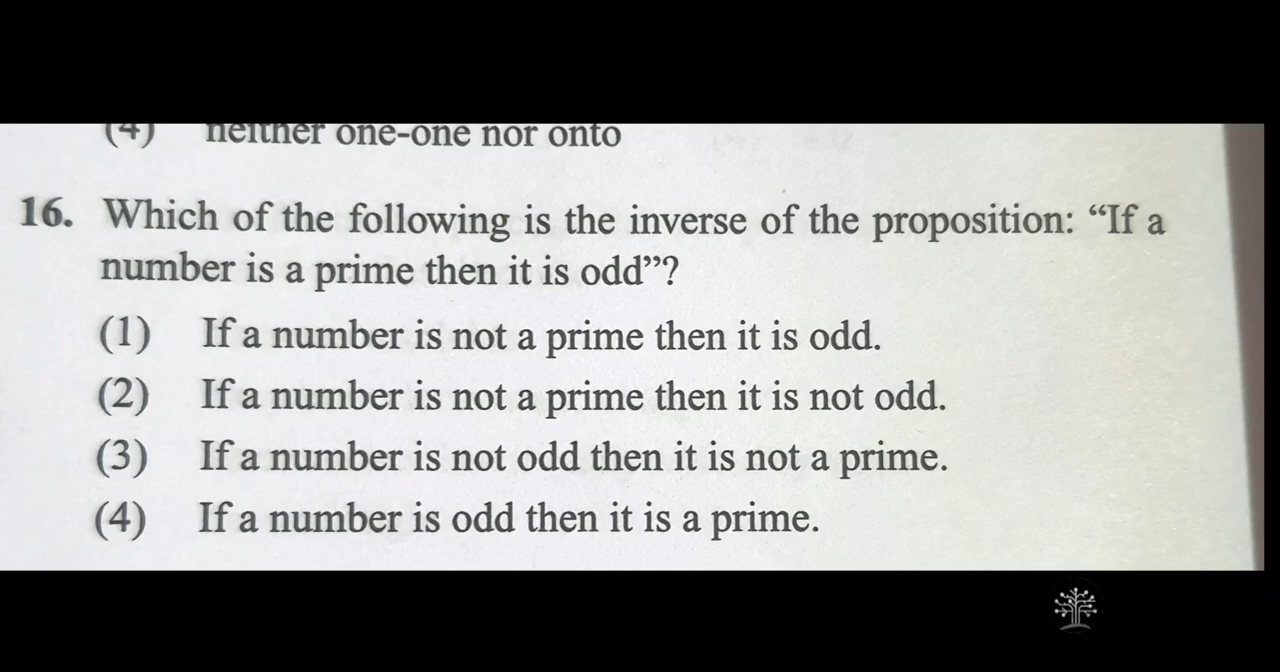 (4) neither one-one nor onto
16. Which of the following is the inverse of the proposition: “If a
number is a prime then it is odd”?
(1) If a number is not a prime then it is odd.
(2) If a number is not a prime then it is not odd.
(3) If a number is not odd then it is not a prime.
(4) If a number is odd then it is a prime.